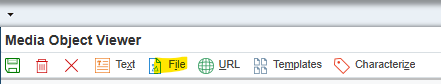 Media Object Viewer
Text File URL Templates Characterize